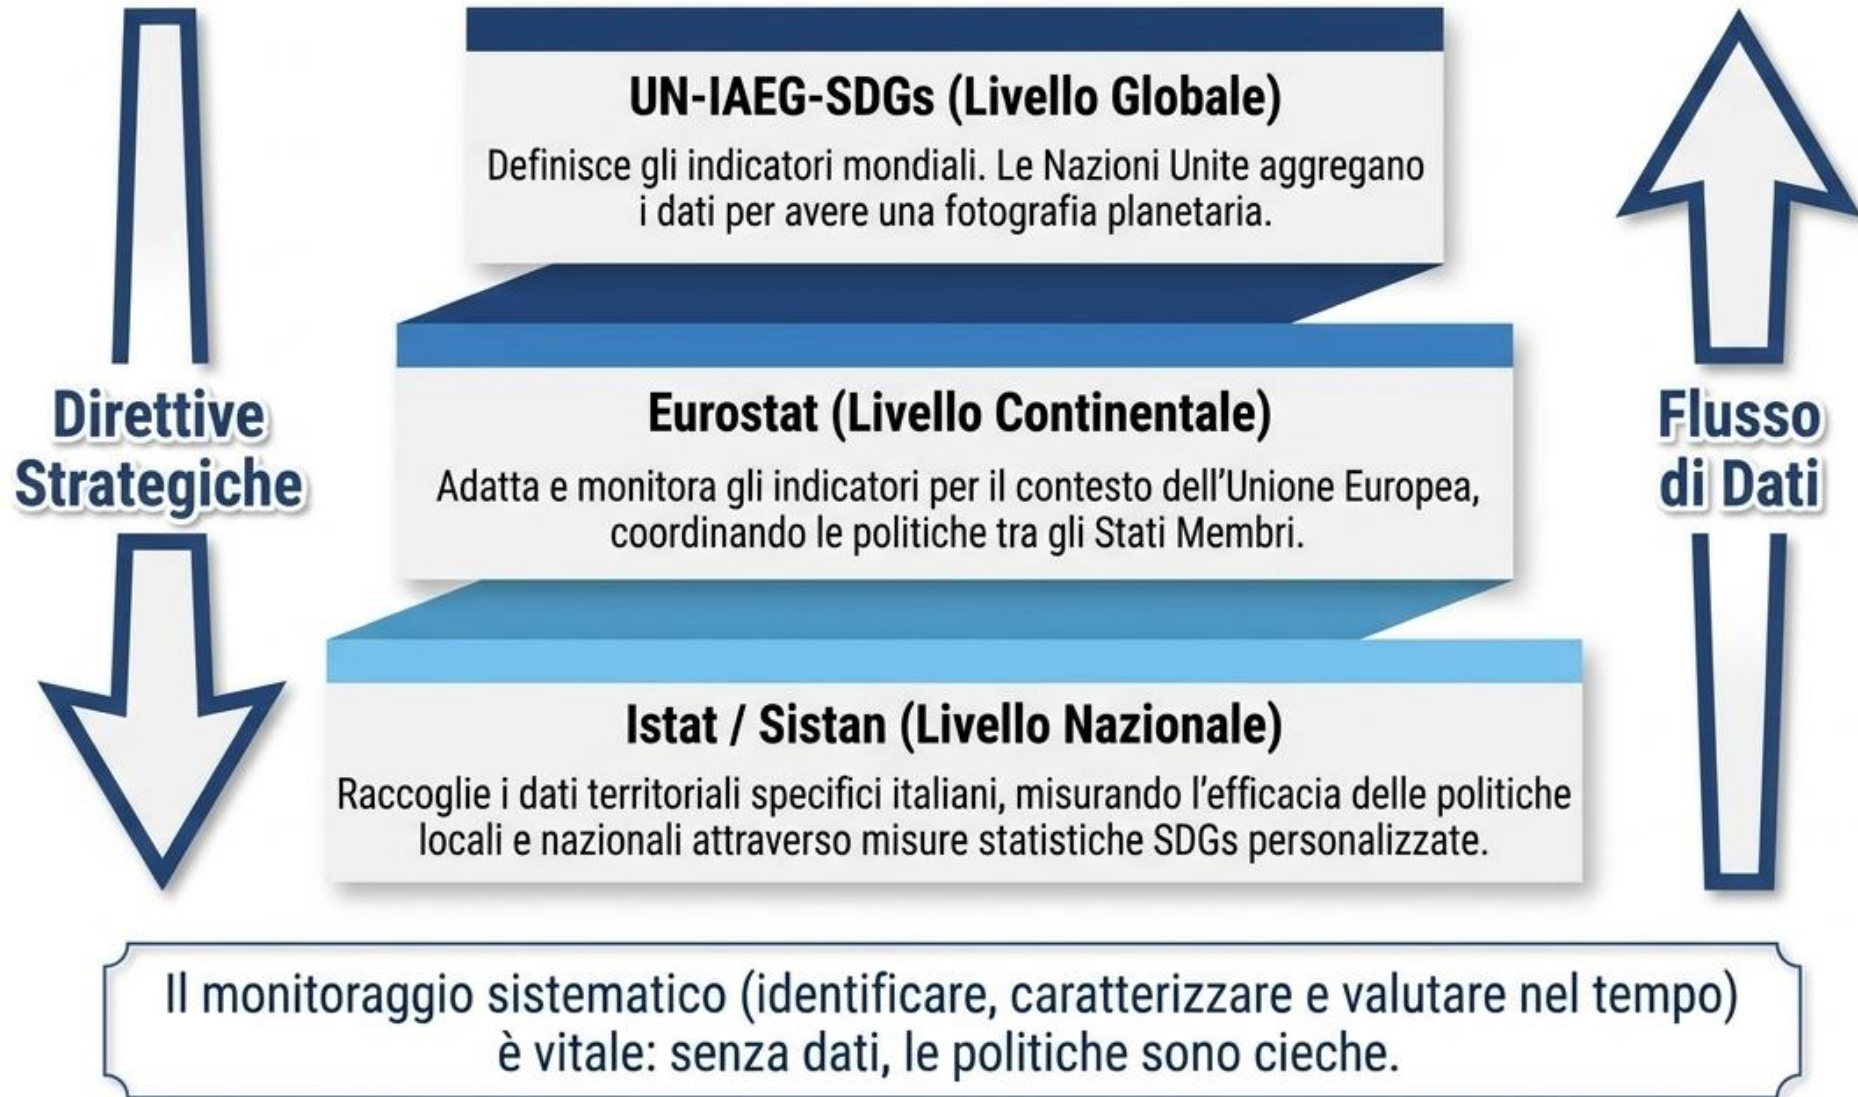 UN-IAEG-SDGs (Livello Globale)
Definisce gli indicatori mondiali. Le Nazioni Unite aggregano
i dati per avere una fotografia planetaria.
Direttive
Strategiche
Eurostat (Livello Continentale)
Adatta e monitora gli indicatori per il contesto dell’Unione Europea,
coordinando le politiche tra gli Stati Membri.
Flusso
di Dati
Istat / Sistan (Livello Nazionale)
Raccoglie i dati territoriali specifici italiani, misurando l’efficacia delle politiche
locali e nazionali attraverso misure statistiche SDGs personalizzate.
Il monitoraggio sistematico (identificare, caratterizzare e valutare nel tempo)
è vitale: senza dati, le politiche sono cieche.